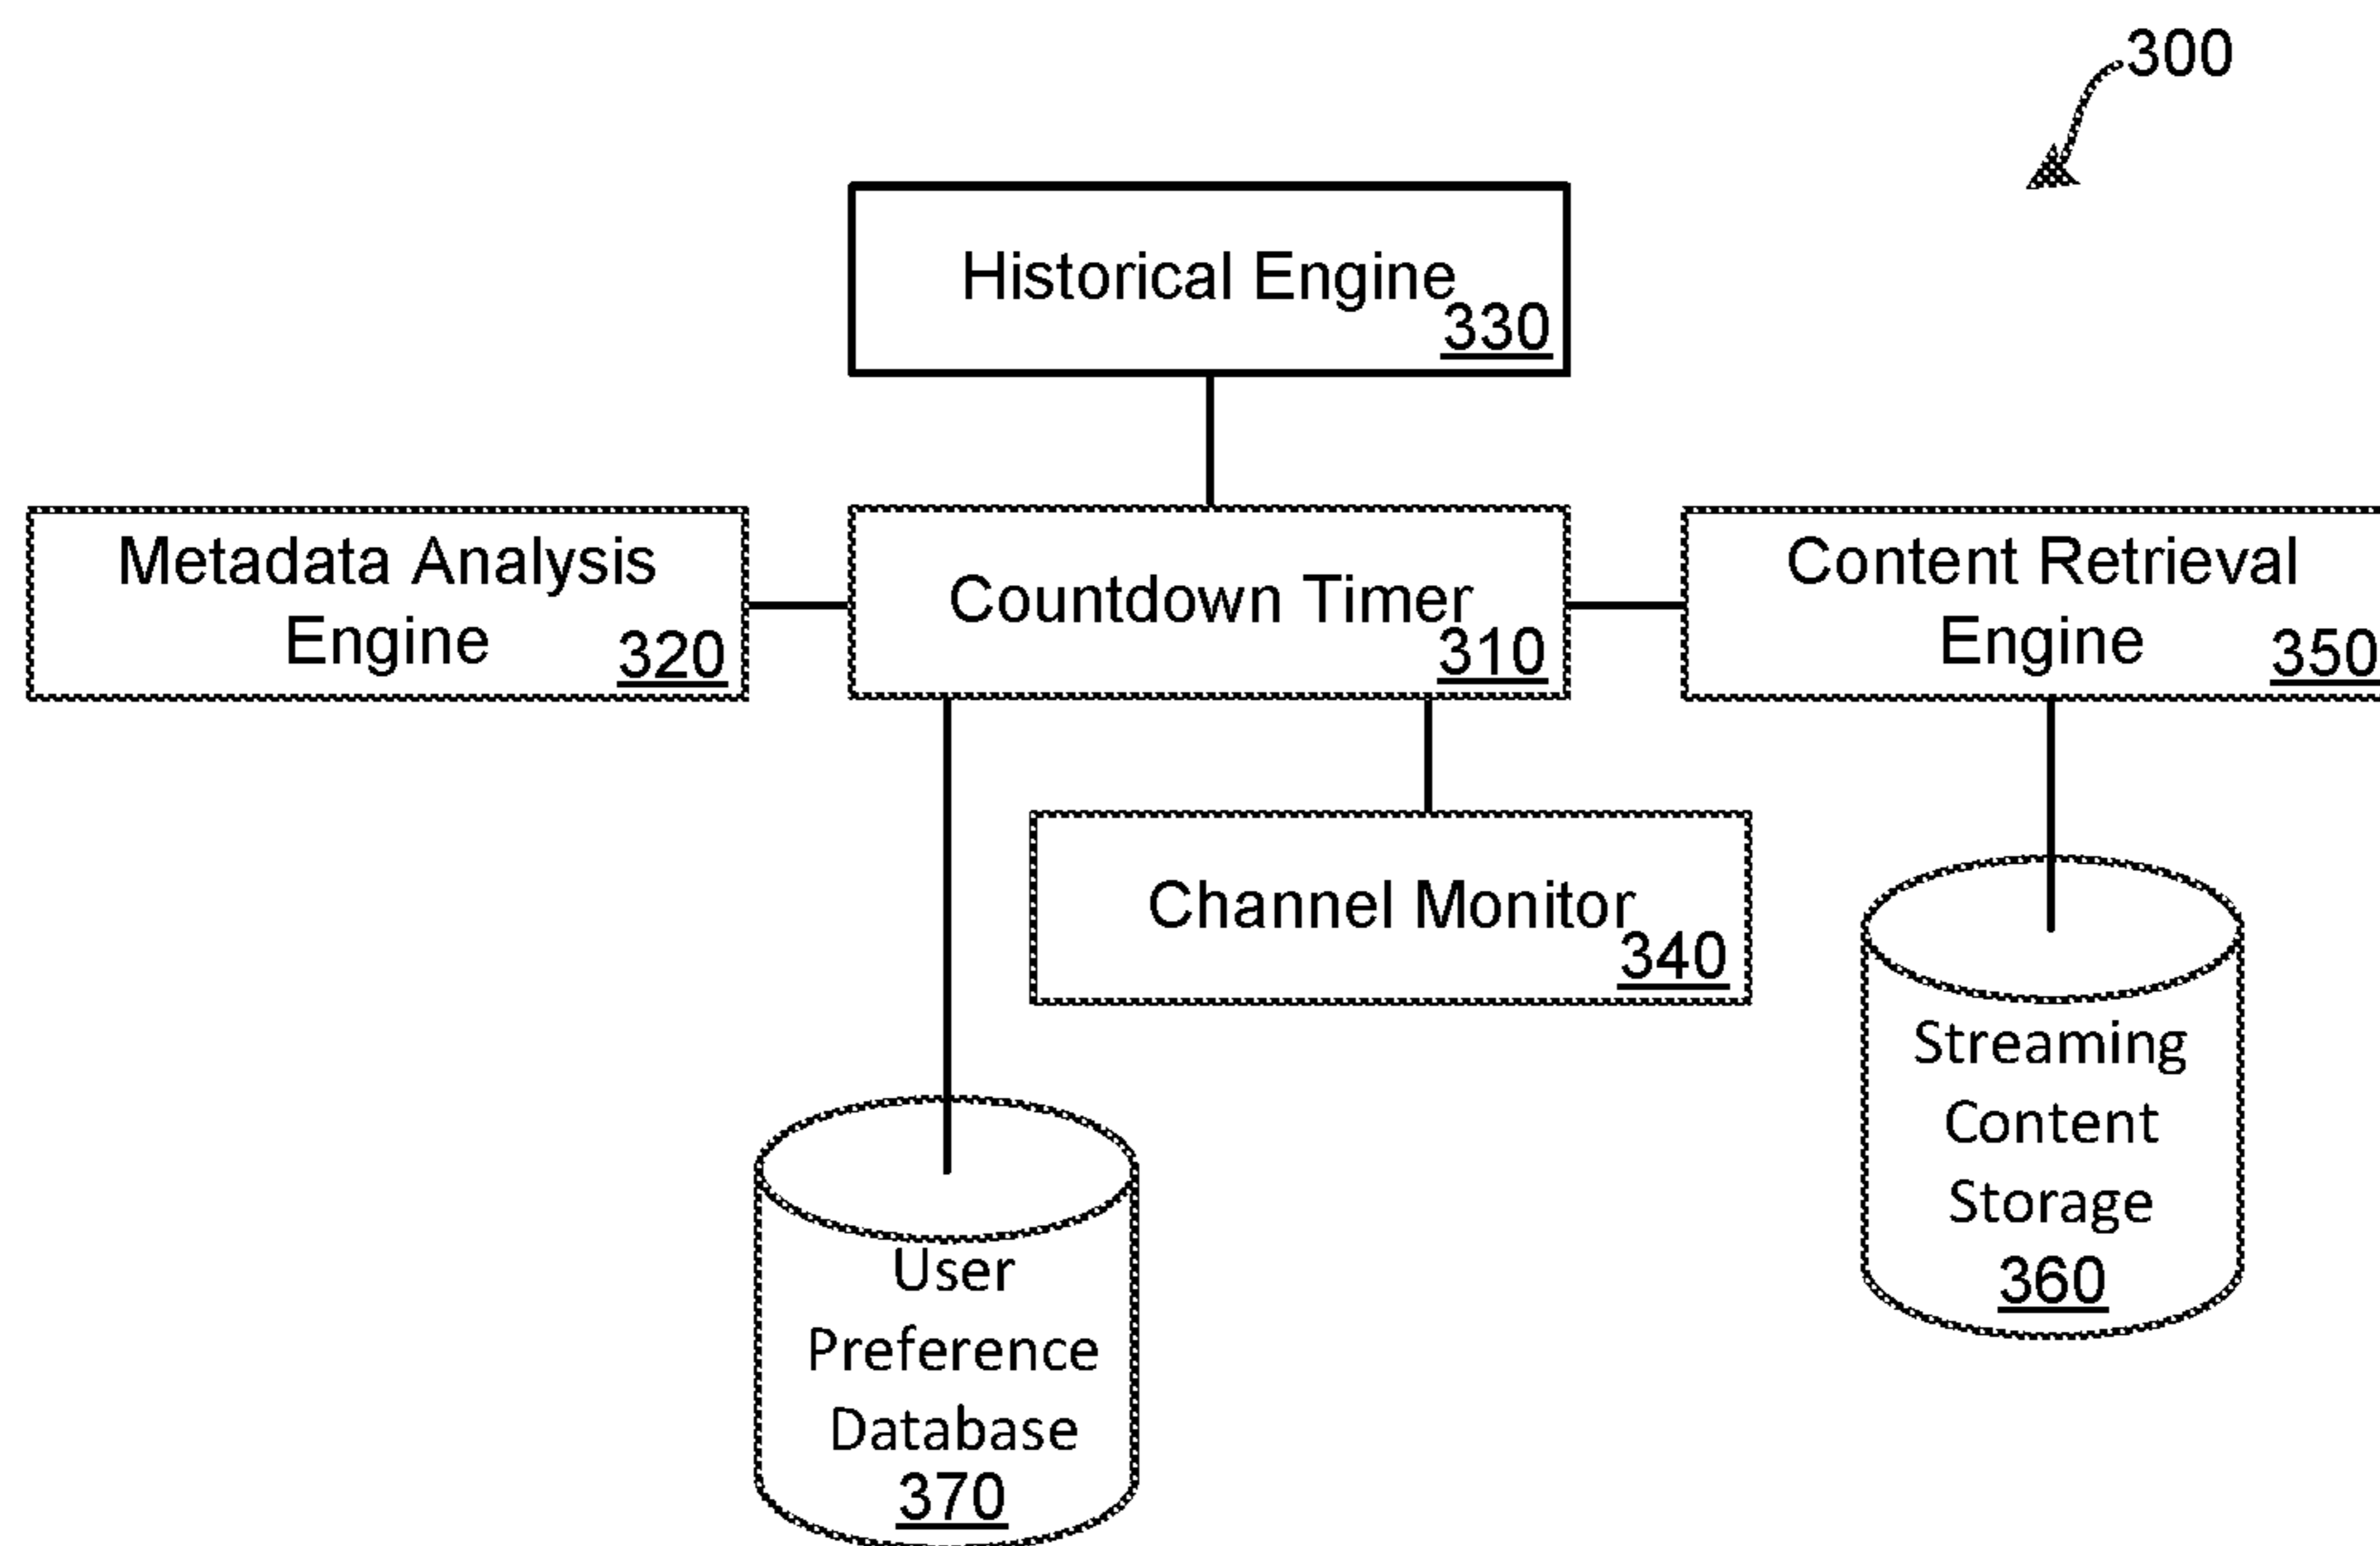 300
Historical Engine
330
Metadata Analysis
Engine
320
Countdown Timer
310
Content Retrieval
Engine
350
Channel Monitor
340
Streaming
Content
Storage
360
User
Preference
Database
370